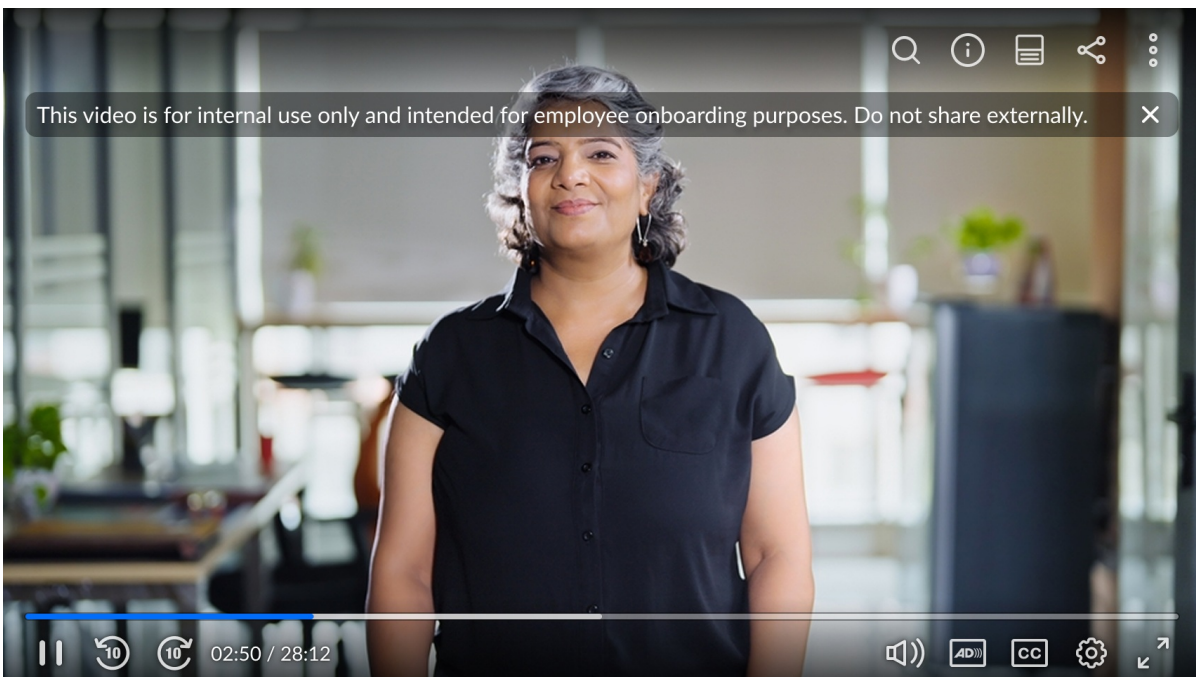 This video is for internal use only and intended for employee onboarding purposes. Do not share externally.
10 10 02:50 / 28:12 AD CC